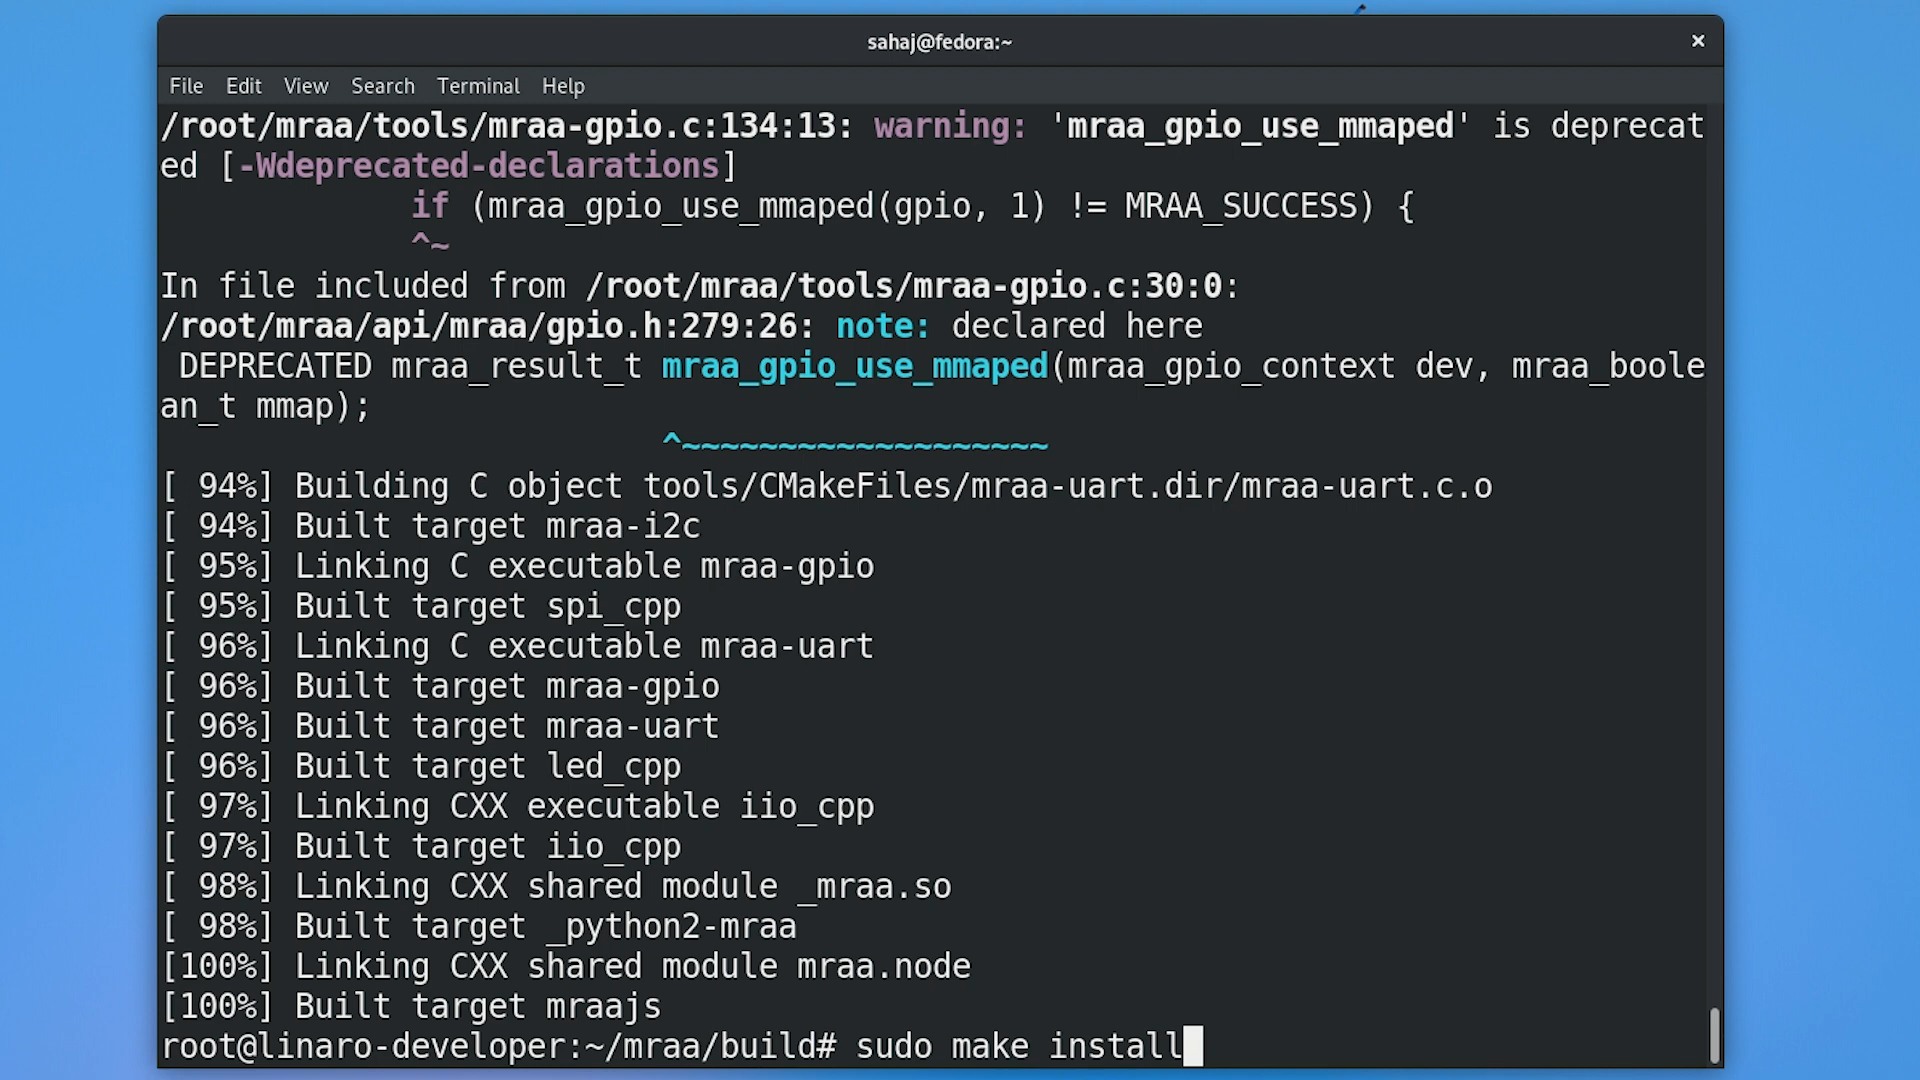 sahaj@fedora:~
×
File Edit View Search Terminal Help
/root/mraa/tools/mraa-gpio.c:134:13: warning: 'mraa_gpio_use_mmaped' is deprecat
ed [-Wdeprecated-declarations]
             if (mraa_gpio_use_mmaped(gpio, 1) != MRAA_SUCCESS) {
             ^~
In file included from /root/mraa/tools/mraa-gpio.c:30:0:
/root/mraa/api/mraa/gpio.h:279:26: note: declared here
 DEPRECATED mraa_result_t mraa_gpio_use_mmaped(mraa_gpio_context dev, mraa_boole
an_t mmap);
                          ^~~~~~~~~~~~~~~~~~~~
[ 94%] Building C object tools/CMakeFiles/mraa-uart.dir/mraa-uart.c.o
[ 94%] Built target mraa-i2c
[ 95%] Linking C executable mraa-gpio
[ 95%] Built target spi_cpp
[ 96%] Linking C executable mraa-uart
[ 96%] Built target mraa-gpio
[ 96%] Built target mraa-uart
[ 96%] Built target led_cpp
[ 97%] Linking CXX executable iio_cpp
[ 97%] Built target iio_cpp
[ 98%] Linking CXX shared module _mraa.so
[ 98%] Built target _python2-mraa
[100%] Linking CXX shared module mraa.node
[100%] Built target mraajs
root@linaro-developer:~/mraa/build# sudo make install